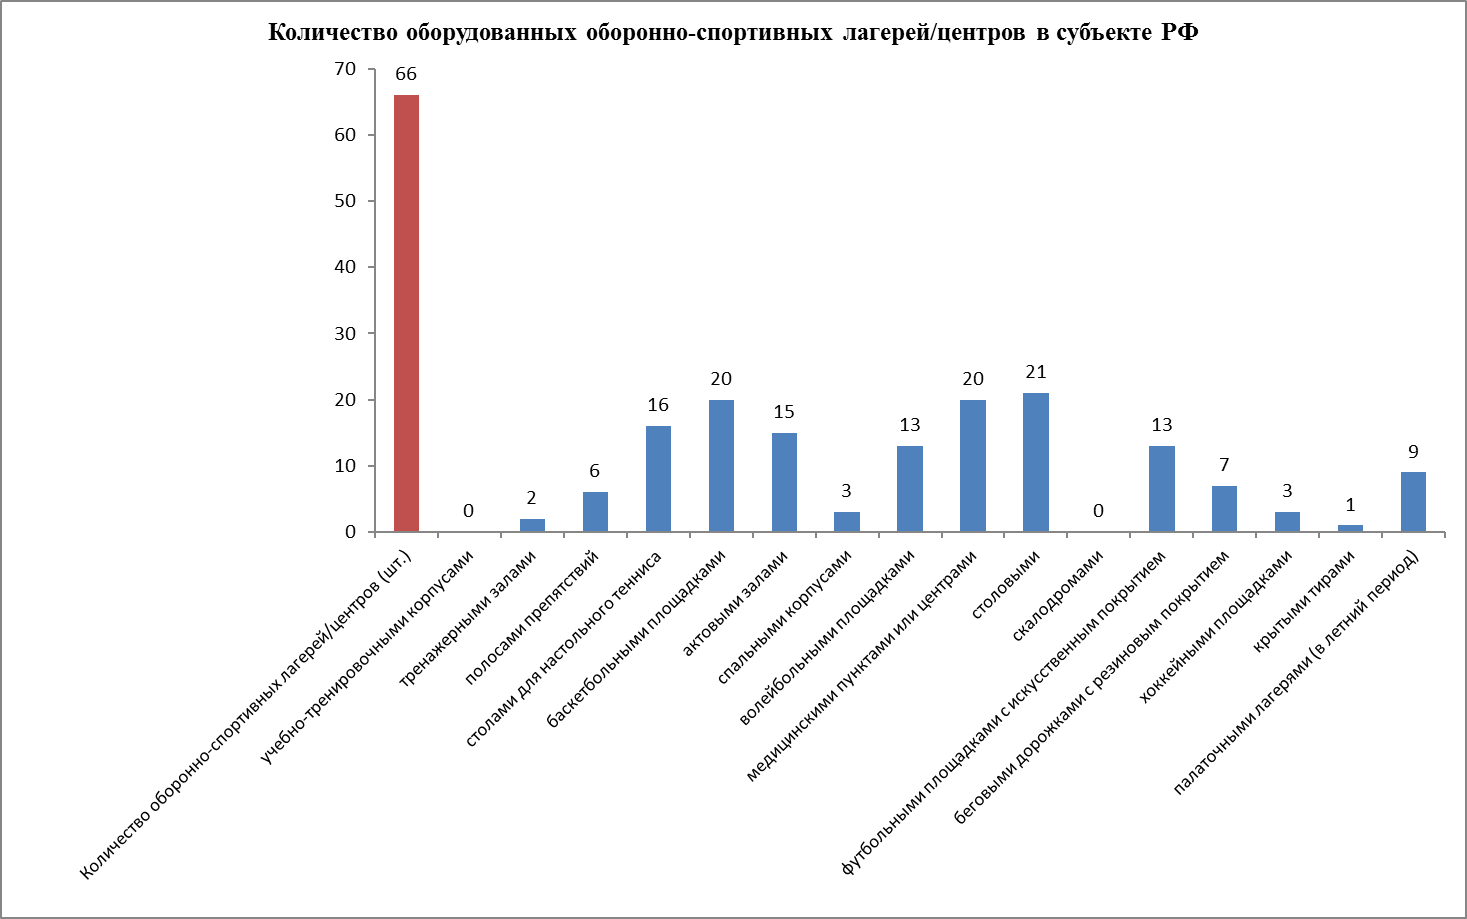 Количество оборудованных оборонно-спортивных лагерей/центров в субъекте РФ
70
60
50
40
30
20
10
0
66
0
2
6
16
20
15
3
13
20
21
0
13
7
3
1
9
Количество оборонно-спортивных лагерей/центров (шт.)
учебно-тренировочными корпусами
тренажерными залами
полосами препятствий
столами для настольного тенниса
баскетбольными площадками
актовыми залами
спальными корпусами
волейбольными площадками
медицинскими пунктами или центрами
столовыми
скалодромами
футбольными площадками с искусственным покрытием
беговыми дорожками с резиновым покрытием
хоккейными площадками
крытыми тирами
палаточными лагерями (в летний период)